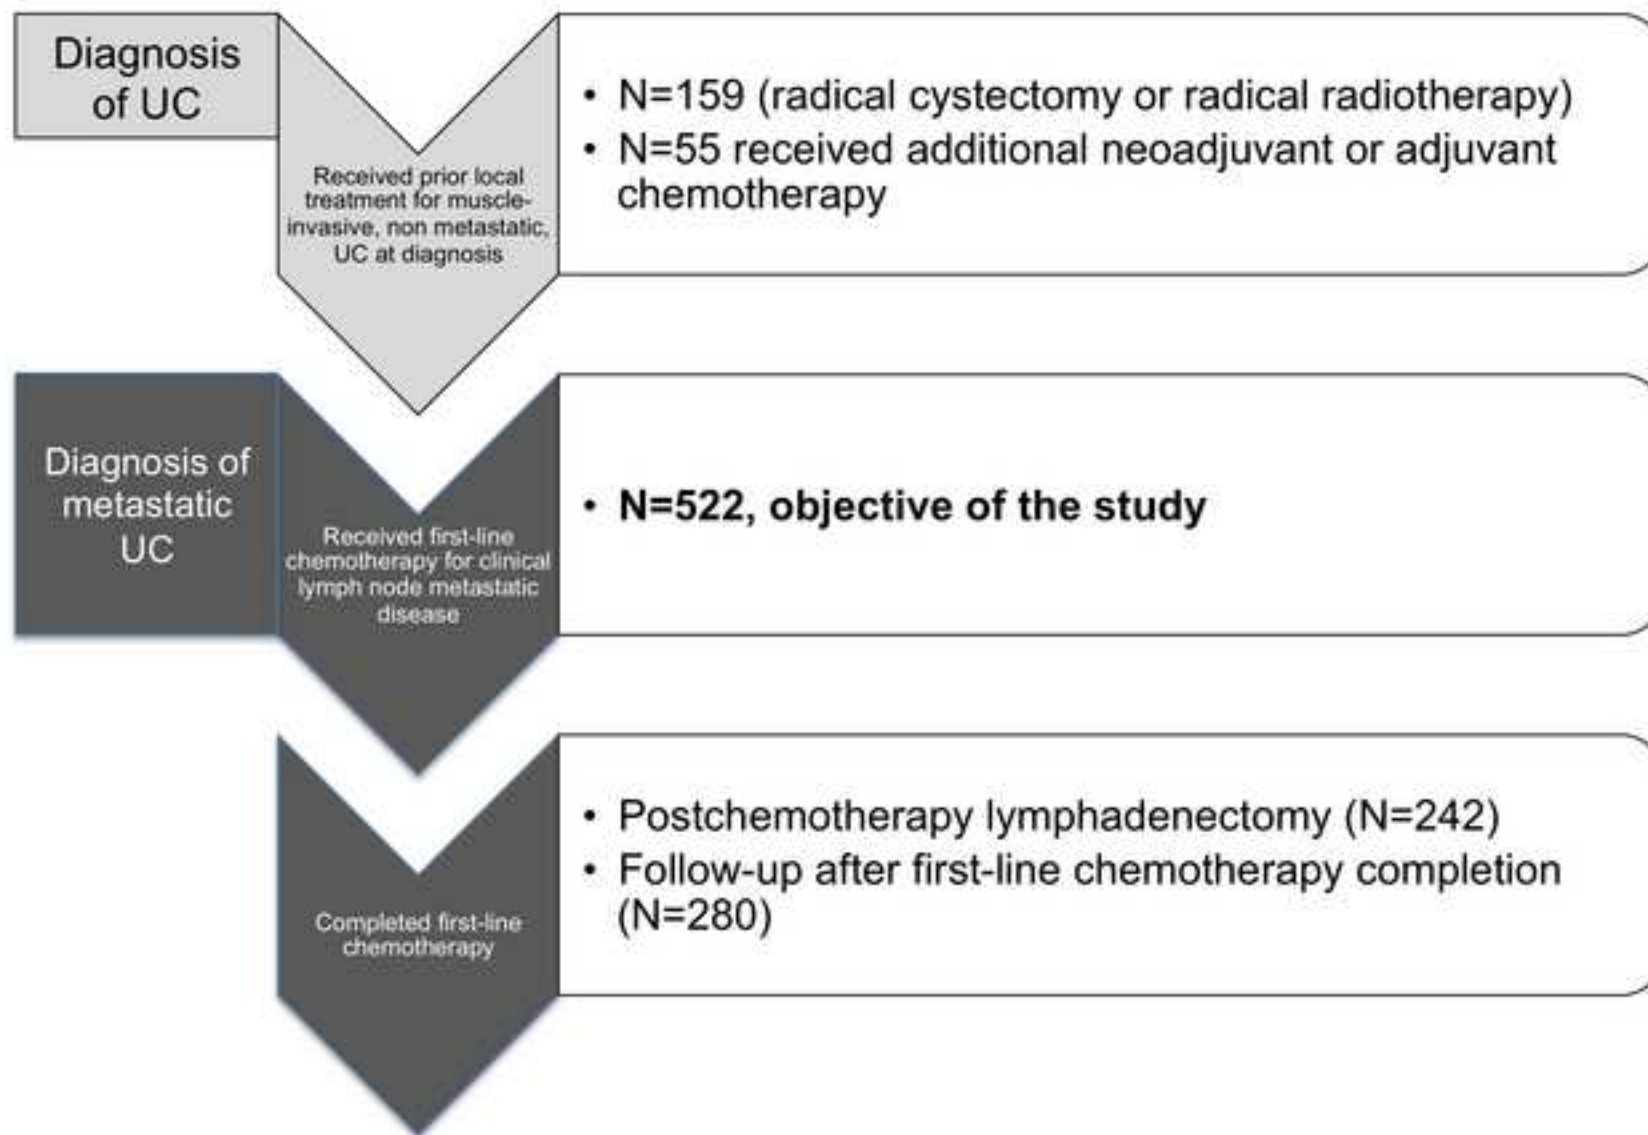 Diagnosis
of UC
Received prior local
treatment for muscle-
invasive, non metastatic,
UC at diagnosis
• N=159 (radical cystectomy or radical radiotherapy)
• N=55 received additional neoadjuvant or adjuvant
chemotherapy
Diagnosis of
metastatic
UC
Received first-line
chemotherapy for clinical
lymph node metastatic
disease
• N=522, objective of the study
Completed first-line
chemotherapy
• Postchemotherapy lymphadenectomy (N=242)
• Follow-up after first-line chemotherapy completion
(N=280)